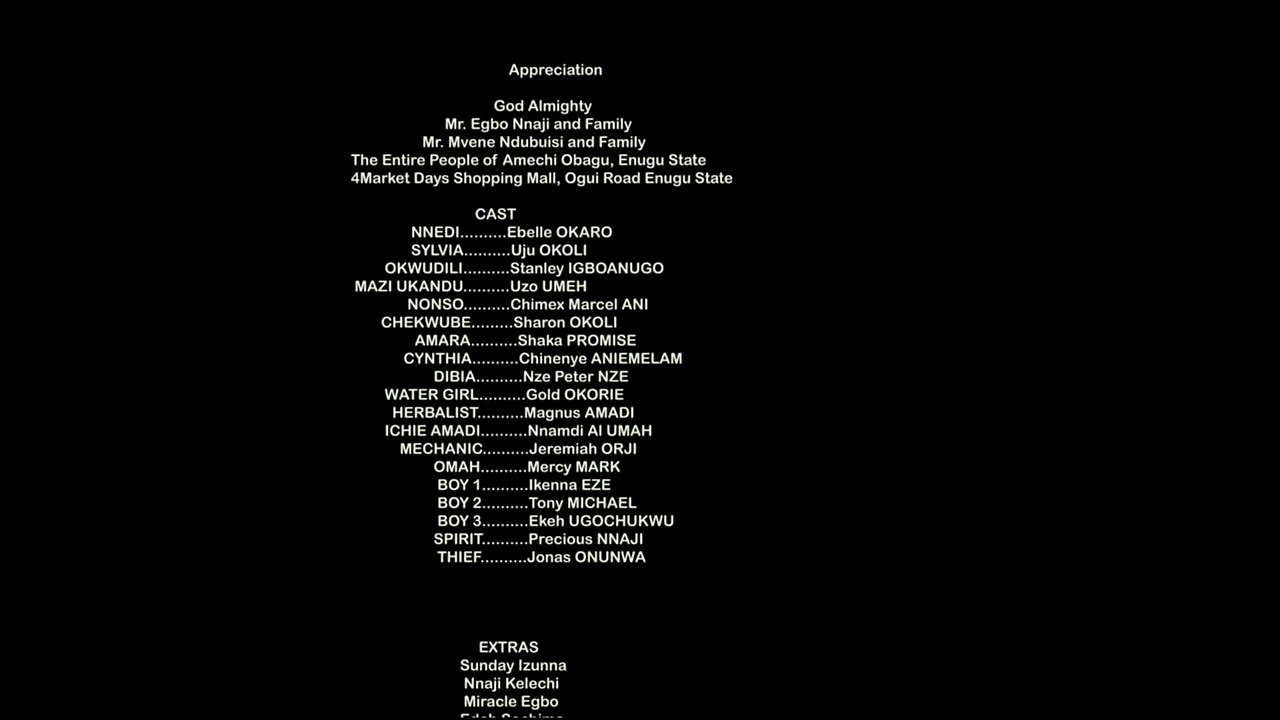 Appreciation
God Almighty
Mr. Egbo Nnaji and Family
Mr. Mvene Ndubuisi and Family
The Entire People of Amechi Obagu, Enugu State
4Market Days Shopping Mall, Ogui Road Enugu State
CAST
NNEDI..........Ebelle OKARO
SYLVIA..........Uju OKOLI
OKWUDILI..........Stanley IGBOANUGO
MAZI UKANDU..........Uzo UMEH
NONSO..........Chimex Marcel ANI
CHEKWUBE.........Sharon OKOLI
AMARA..........Shaka PROMISE
CYNTHIA..........Chinenye ANIEMELAM
DIBIA..........Nze Peter NZE
WATER GIRL..........Gold OKORIE
HERBALIST..........Magnus AMADI
ICHIE AMADI..........Nnamdi Al UMAH
MECHANIC..........Jeremiah ORJI
OMAH..........Mercy MARK
BOY 1..........Ikenna EZE
BOY 2..........Tony MICHAEL
BOY 3..........Ekeh UGOCHUKWU
SPIRIT..........Precious NNAJI
THIEF..........Jonas ONUNWA
EXTRAS
Sunday Izunna
Nnaji Kelechi
Miracle Egbo